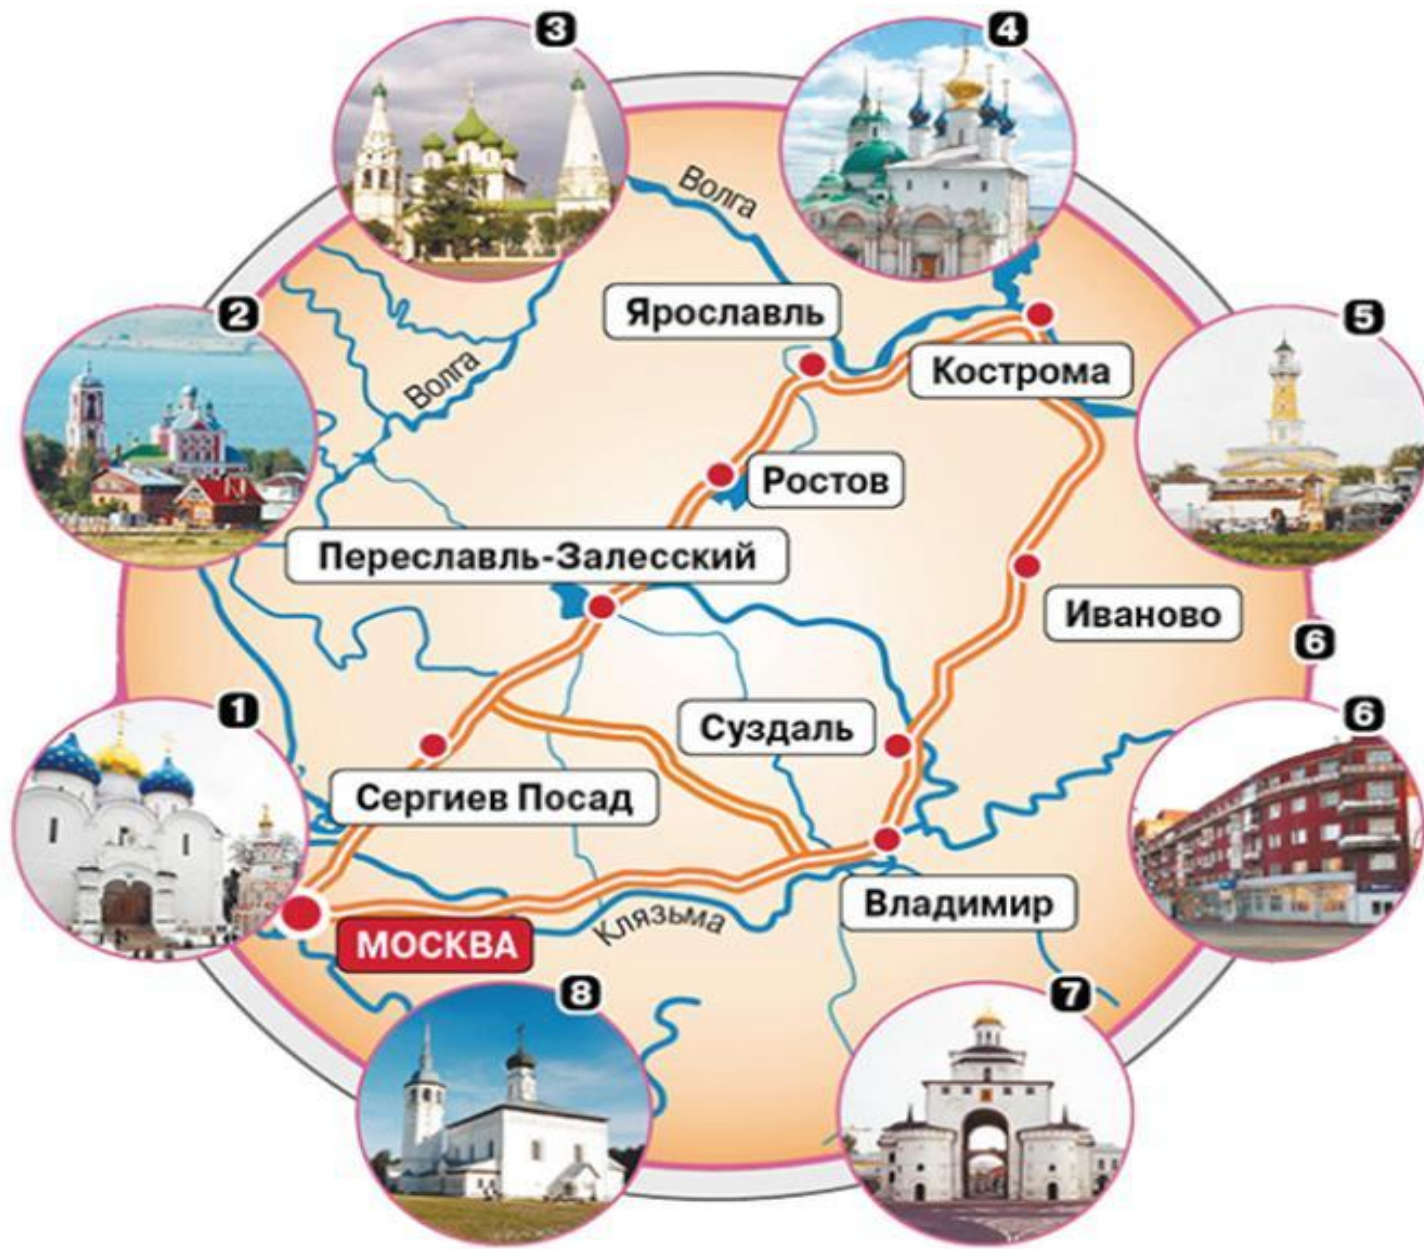 3
4
Волга
2
Ярославль
5
Кострома
Волга
Ростов
Переславль-Залесский
Иваново
6
1
Суздаль
6
Сергиев Посад
Владимир
Клязьма
МОСКВА
8
7